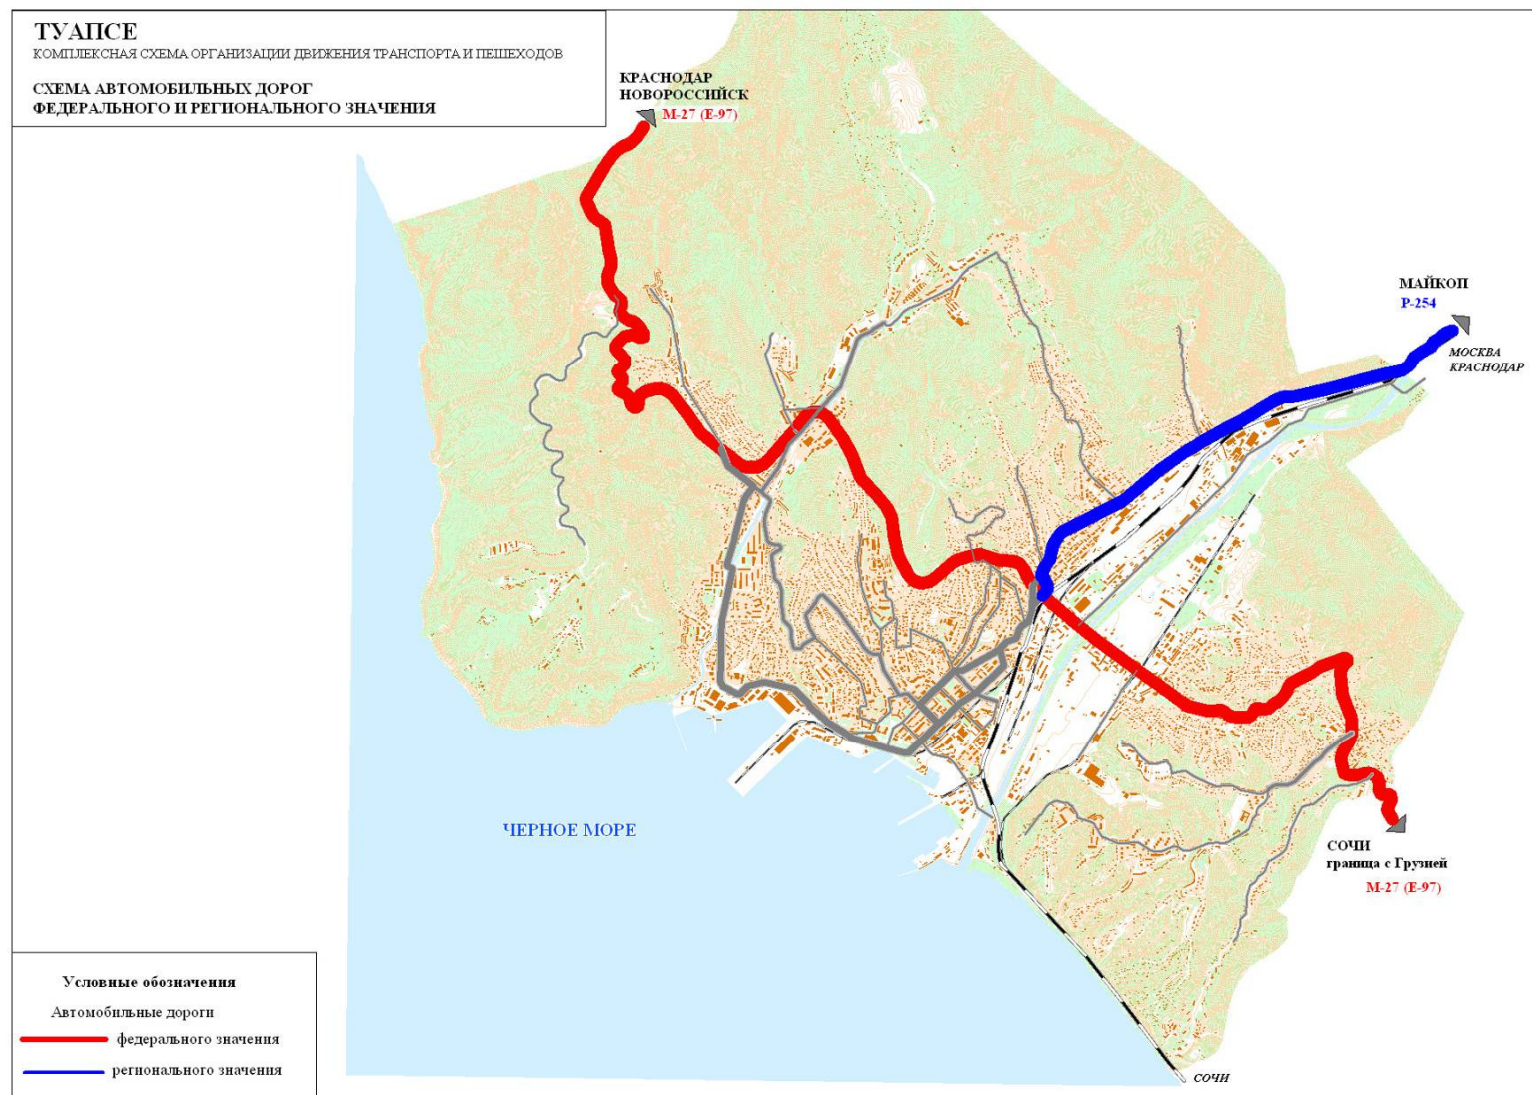 ТУАПСЕ
КОМПЛЕКСНАЯ СХЕМА ОРГАНИЗАЦИИ ДВИЖЕНИЯ ТРАНСПОРТА И ПЕШЕХОДОВ
СХЕМА АВТОМОБИЛЬНЫХ ДОРОГ
ФЕДЕРАЛЬНОГО И РЕГИОНАЛЬНОГО ЗНАЧЕНИЯ
КРАСНОДАР
НОВОРОССИЙСК
М-27 (Е-97)
МАЙКОП
Р-254
МОСКВА
КРАСНОДАР
ЧЕРНОЕ МОРЕ
СОЧИ
граница с Грузией
М-27 (Е-97)
Условные обозначения
Автомобильные дороги
федерального значения
регионального значения
СОЧИ